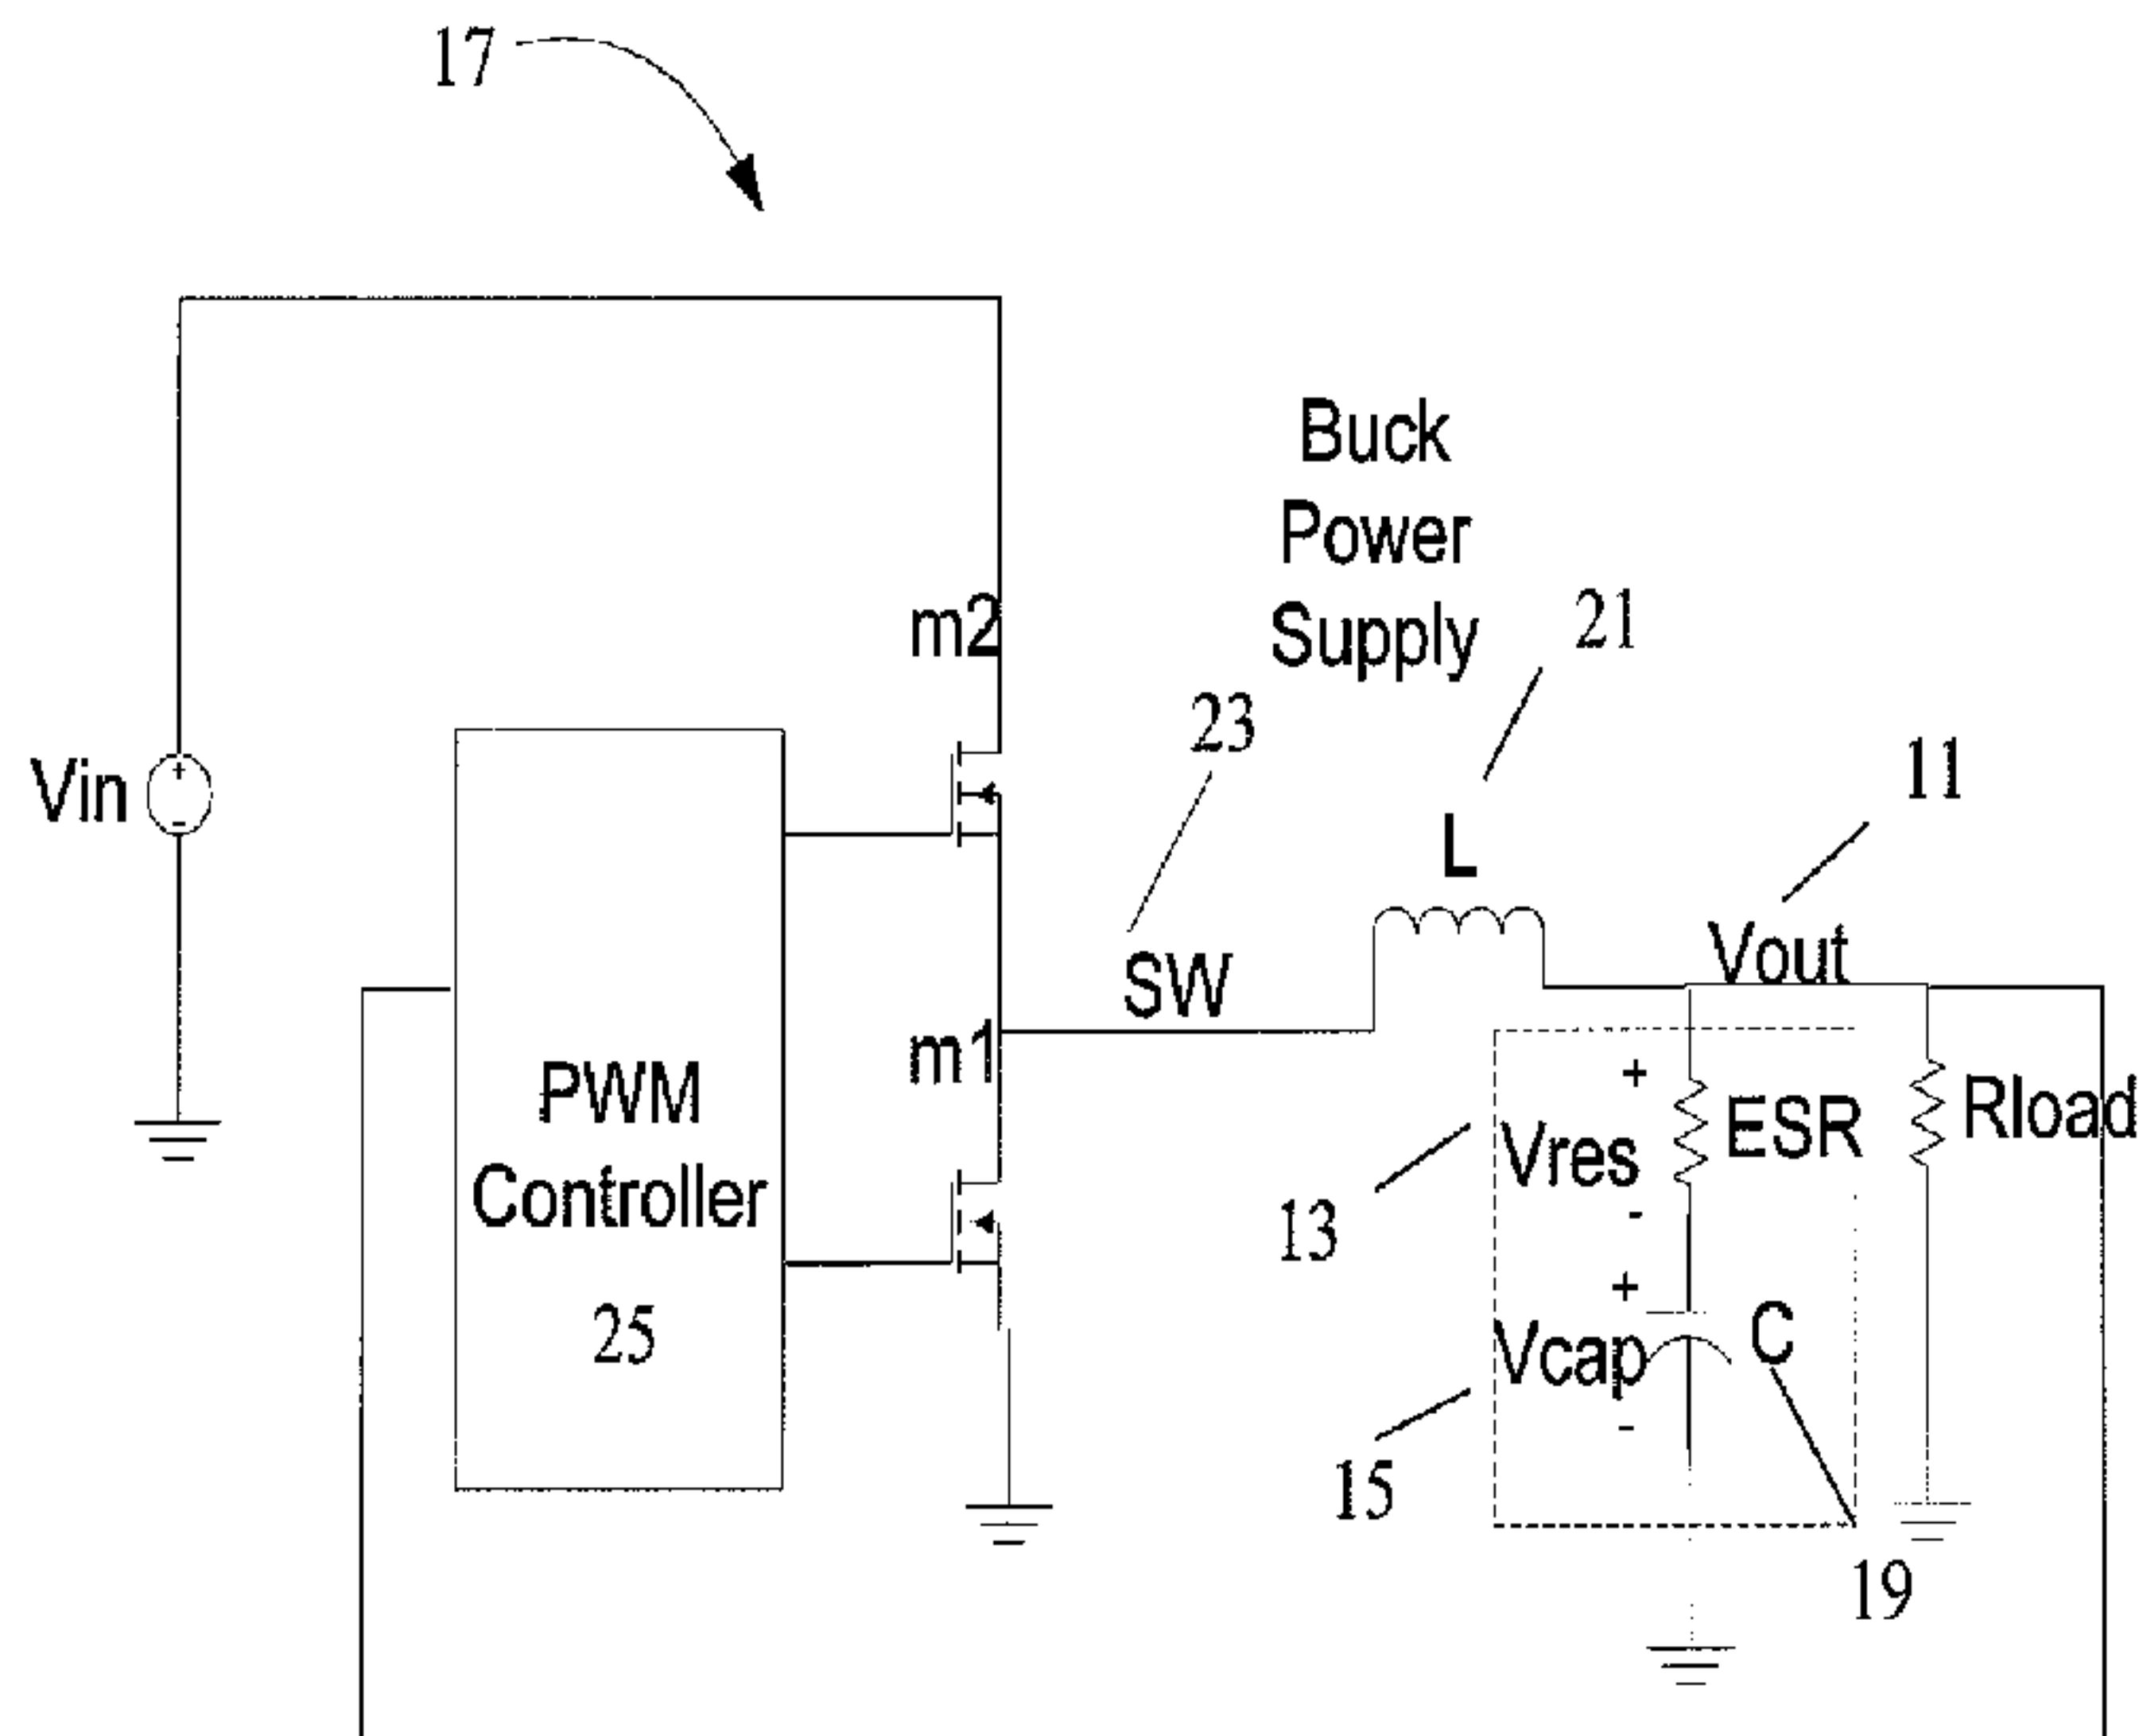 17
Buck
Power
Supply
21
m2
23
11
Vin
+
-
L
SW
Vout
m1
PWM
Controller
25
+
Vres
-
ESR
Rload
13
+
Vcap
-
C
15
19